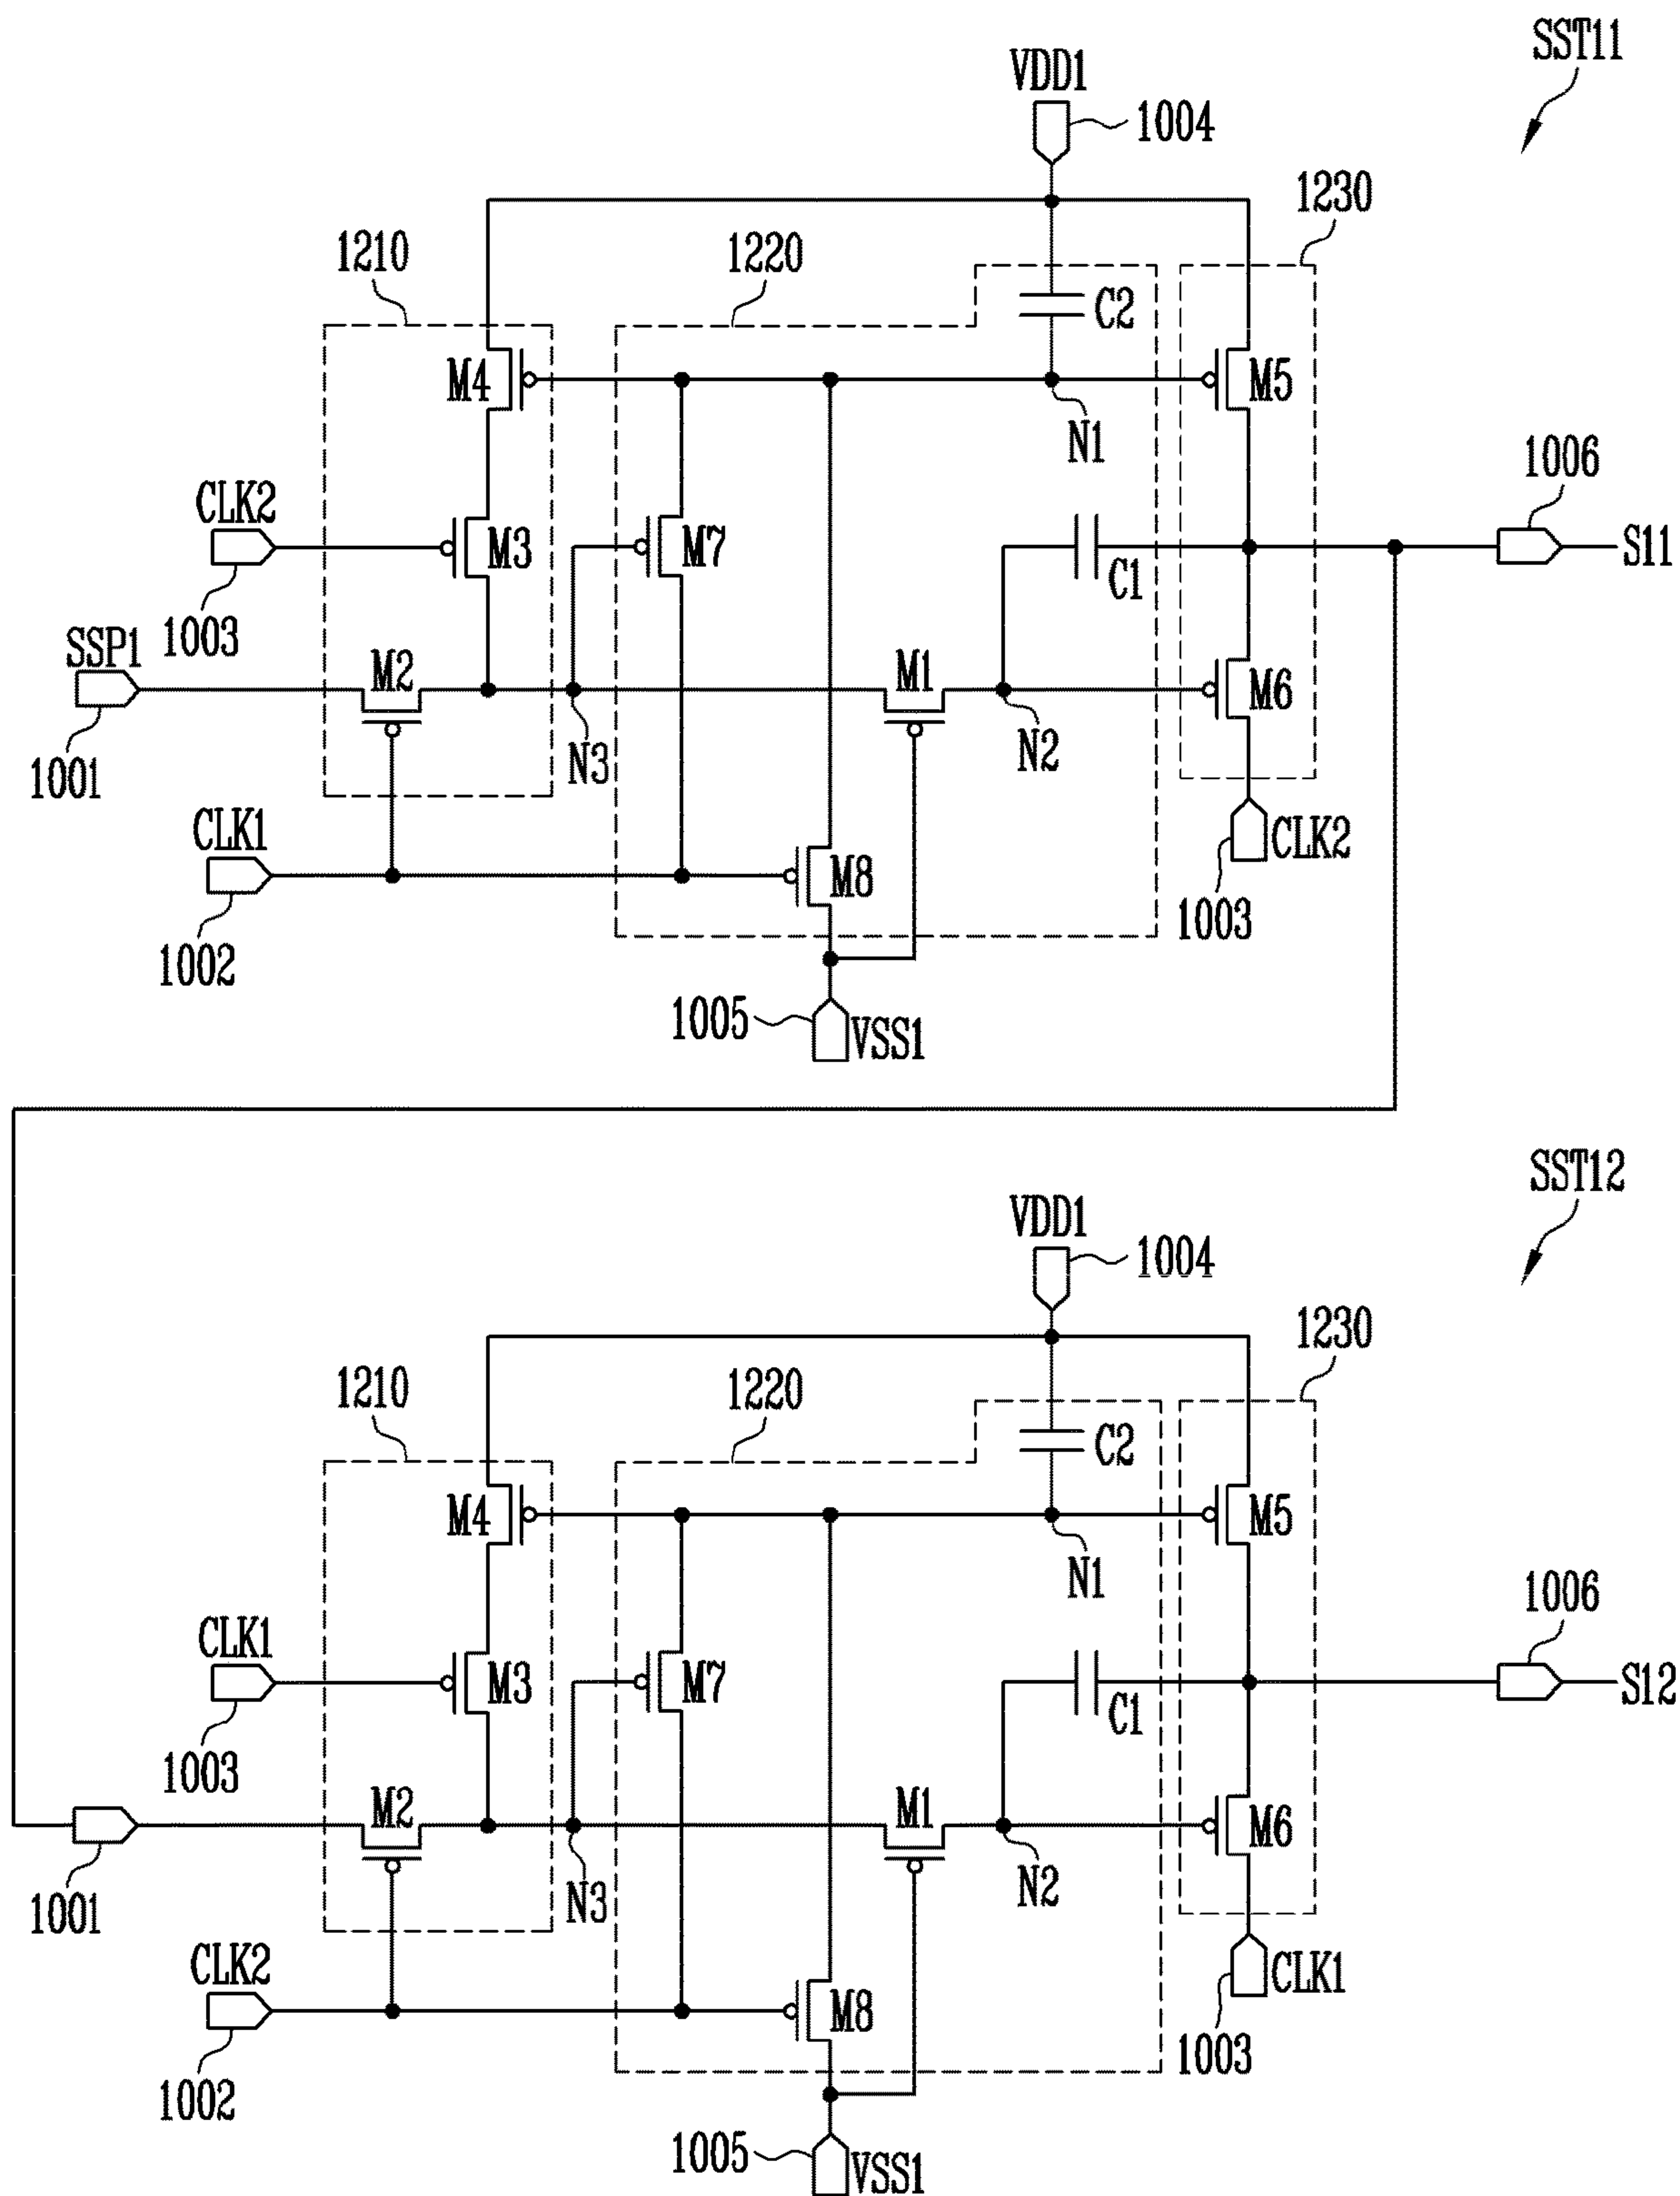 SST11
VDD1
1004
1230
1210
1220
C2
M4
M5
N1
1006
CLK2
M3
M7
C1
S11
1003
SSP1
M2
M1
M6
N3
N2
1001
CLK1
CLK2
M8
1003
1002
1005
VSS1
SST12
VDD1
1004
1230
1210
1220
C2
M4
M5
N1
1006
CLK1
M3
M7
C1
S12
1003
M2
M1
M6
N3
N2
1001
CLK2
CLK1
M8
1003
1002
1005
VSS1